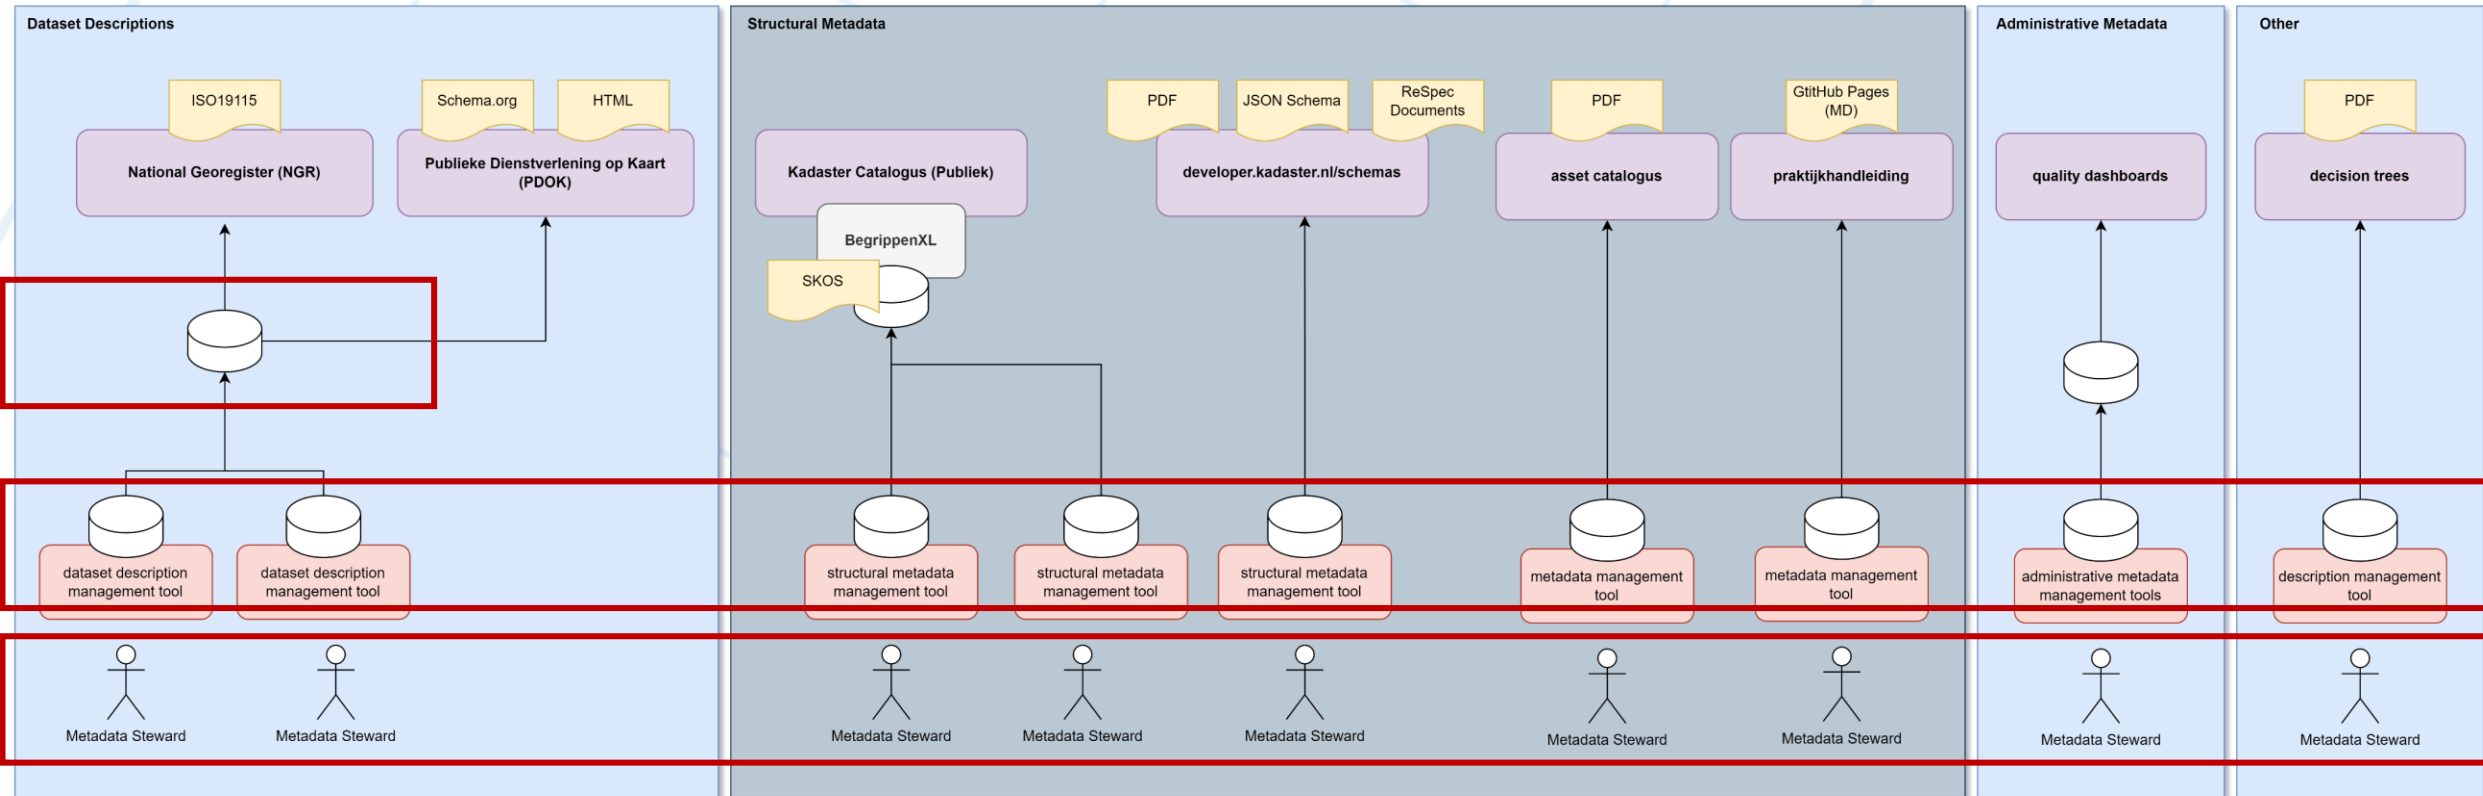 Dataset Descriptions
Structural Metadata
Administrative Metadata
Other
ISO19115
Schema.org
HTML
PDF
JSON Schema
ReSpec
Documents
PDF
GtitHub Pages
(MD)
PDF
National Georegister (NGR)
Publieke Dienstverlening op Kaart
(PDOK)
Kadaster Catalogus (Publiek)
developer.kadaster.nl/schemas
asset catalogus
praktijkhandleiding
quality dashboards
decision trees
BegrippenXL
SKOS
dataset description
management tool
dataset description
management tool
structural metadata
management tool
structural metadata
management tool
structural metadata
management tool
metadata management
tool
metadata management
tool
administrative metadata
management tools
description management
tool
Metadata Steward
Metadata Steward
Metadata Steward
Metadata Steward
Metadata Steward
Metadata Steward
Metadata Steward
Metadata Steward
Metadata Steward